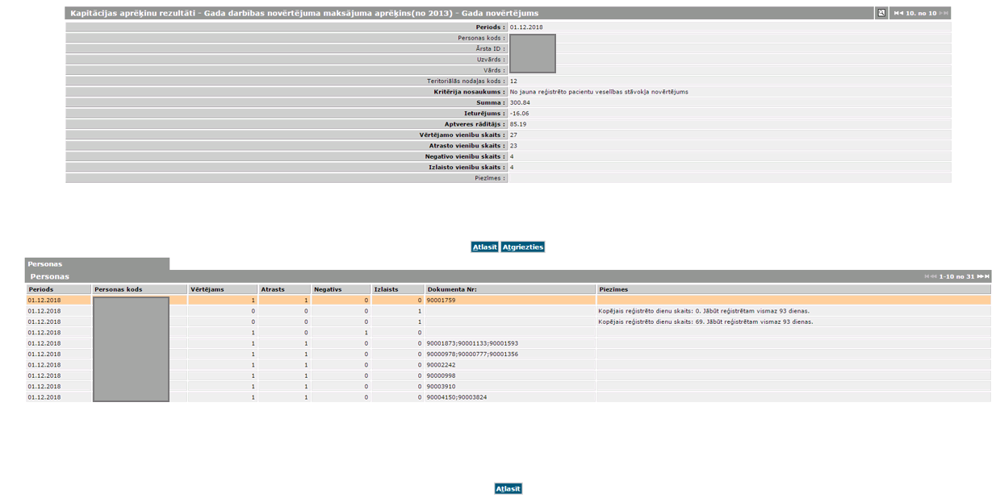 Kapitācijas aprēķinu rezultāti - Gada darbības novērtējuma maksājuma aprēķins(no 2013) - Gada novērtējums 10. no 10
Periods : 01.12.2018
Personas kods :
Ārsta ID :
Uzvārds :
Vārds :
Teritoriālās nodaļas kods : 12
Kritērija nosaukums : No jauna reģistrēto pacientu veselības stāvokļa novērtējums
Summa : 300.84
Ieturējums : -16.06
Aptveres rādītājs : 85.19
Vērtējamo vienību skaits : 27
Atrasto vienību skaits : 23
Negatīvo vienību skaits : 4
Izlaisto vienību skaits : 4
Piezīmes :
Atlasīt Atgriezties
Personas
Personas 1-10 no 31
Periods Personas kods Vērtējams Atrasts Negatīvs Izlaists Dokumenta Nr: Piezīmes
01.12.2018 1 1 0 0 90001759
01.12.2018 0 0 0 1 Kopējais reģistrēto dienu skaits: 0. Jābūt reģistrētam vismaz 93 dienas.
01.12.2018 0 0 0 1 Kopējais reģistrēto dienu skaits: 69. Jābūt reģistrētam vismaz 93 dienas.
01.12.2018 1 0 1 0
01.12.2018 1 1 0 0 90001873;90001133;90001593
01.12.2018 1 1 0 0 90000978;90000777;90001356
01.12.2018 1 1 0 0 90002242
01.12.2018 1 1 0 0 90000998
01.12.2018 1 1 0 0 90003910
01.12.2018 1 1 0 0 90004150;90003824
Atlasīt